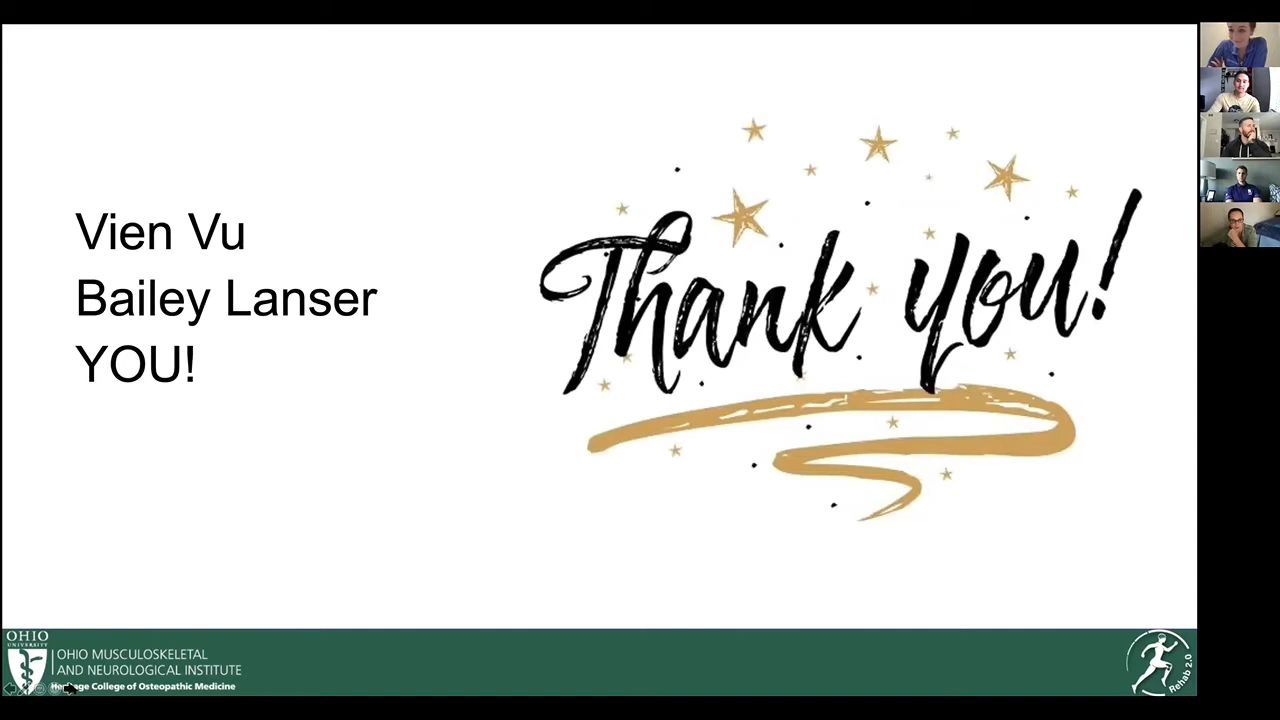 Vien Vu
Bailey Lanser
YOU!
Thank you!
OHIO
UNIVERSITY
OHIO MUSCULOSKELETAL
AND NEUROLOGICAL INSTITUTE
Heritage College of Osteopathic Medicine
Rehab 2.0